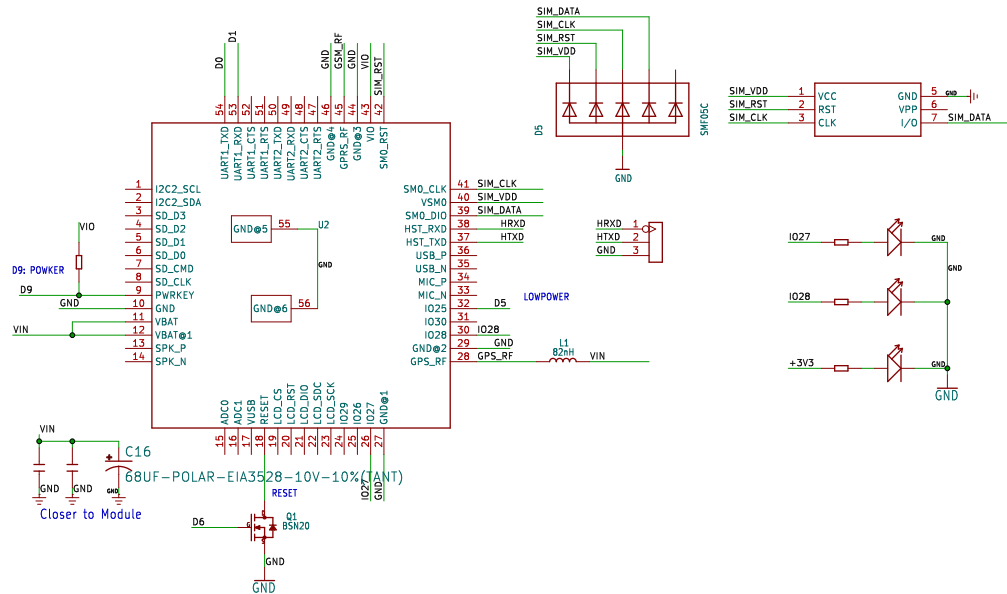 SIM_DATA
SIM_CLK
SIM_RST
SIM_VDD
D5
SMF05C
GND
SIM_VDD 1 VCC GND 5 GND
SIM_RST 2 RST VPP 6
SIM_CLK 3 CLK I/O 7 SIM_DATA
D0
D1
GND
GSM_RF
GND
VIO
SIM_RST
54 53 52 51 50 49 48 47 46 45 44 43 42
UART1_TXD
UART1_RXD
UART1_CTS
UART1_RTS
UART2_TXD
UART2_RXD
UART2_CTS
UART2_RTS
GND@4
GPRS_RF
GND@3
VIO
SM0_RST
1 I2C2_SCL
2 I2C2_SDA
3 SD_D3
4 SD_D2
5 SD_D1
6 SD_D0
7 SD_CMD
8 SD_CLK
9 PWRKEY
10 GND
11 VBAT
12 VBAT@1
13 SPK_P
14 SPK_N
VIO
D9: POWKER
D9
GND
VIN
GND@5 55
U2
GND
GND@6 56
SM0_CLK 41 SIM_CLK
VSM0 40 SIM_VDD
SM0_DIO 39 SIM_DATA
HST_RXD 38 HRXD
HST_TXD 37 HTXD
USB_P 36
USB_N 35
MIC_P 34
MIC_N 33
IO25 32 D5
IO30 31
IO28 30 IO28
GND@2 29 GND
GPS_RF 28 GPS_RF
LOWPOWER
L1
82nH
VIN
HRXD 1
HTXD 2
GND 3
IO27
GND
GND
IO28
+3V3
GND
GND
ADC0
ADC1
VUSB
RESET
LCD_CS
LCD_RST
LCD_DIO
LCD_SDC
LCD_SCK
IO29
IO26
IO27
GND@1
15 16 17 18 19 20 21 22 23 24 25 26 27
IO27
GND
VIN
C16
68UF-POLAR-EIA3528-10V-10%(TANT)
GND
GND
GND
Closer to Module
RESET
D6
Q1
BSN20
GND
GND